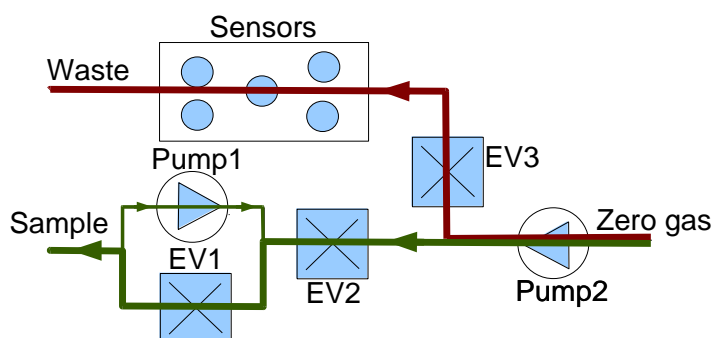 Sensors
Waste
Pump1
EV3
Sample
Zero gas
EV1
EV2
Pump2